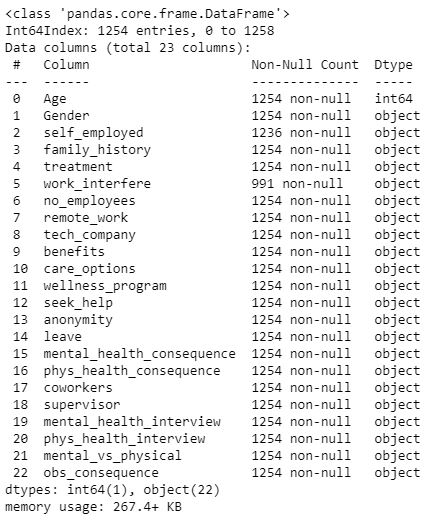 <class 'pandas.core.frame.DataFrame'>
Int64Index: 1254 entries, 0 to 1258
Data columns (total 23 columns):
 #   Column                     Non-Null Count  Dtype
---  ------                     --------------  -----
 0   Age                        1254 non-null   int64
 1   Gender                     1254 non-null   object
 2   self_employed              1236 non-null   object
 3   family_history             1254 non-null   object
 4   treatment                  1254 non-null   object
 5   work_interfere             991 non-null    object
 6   no_employees               1254 non-null   object
 7   remote_work                1254 non-null   object
 8   tech_company               1254 non-null   object
 9   benefits                   1254 non-null   object
 10  care_options               1254 non-null   object
 11  wellness_program           1254 non-null   object
 12  seek_help                  1254 non-null   object
 13  anonymity                  1254 non-null   object
 14  leave                      1254 non-null   object
 15  mental_health_consequence  1254 non-null   object
 16  phys_health_consequence    1254 non-null   object
 17  coworkers                  1254 non-null   object
 18  supervisor                 1254 non-null   object
 19  mental_health_interview    1254 non-null   object
 20  phys_health_interview      1254 non-null   object
 21  mental_vs_physical         1254 non-null   object
 22  obs_consequence            1254 non-null   object
dtypes: int64(1), object(22)
memory usage: 267.4+ KB